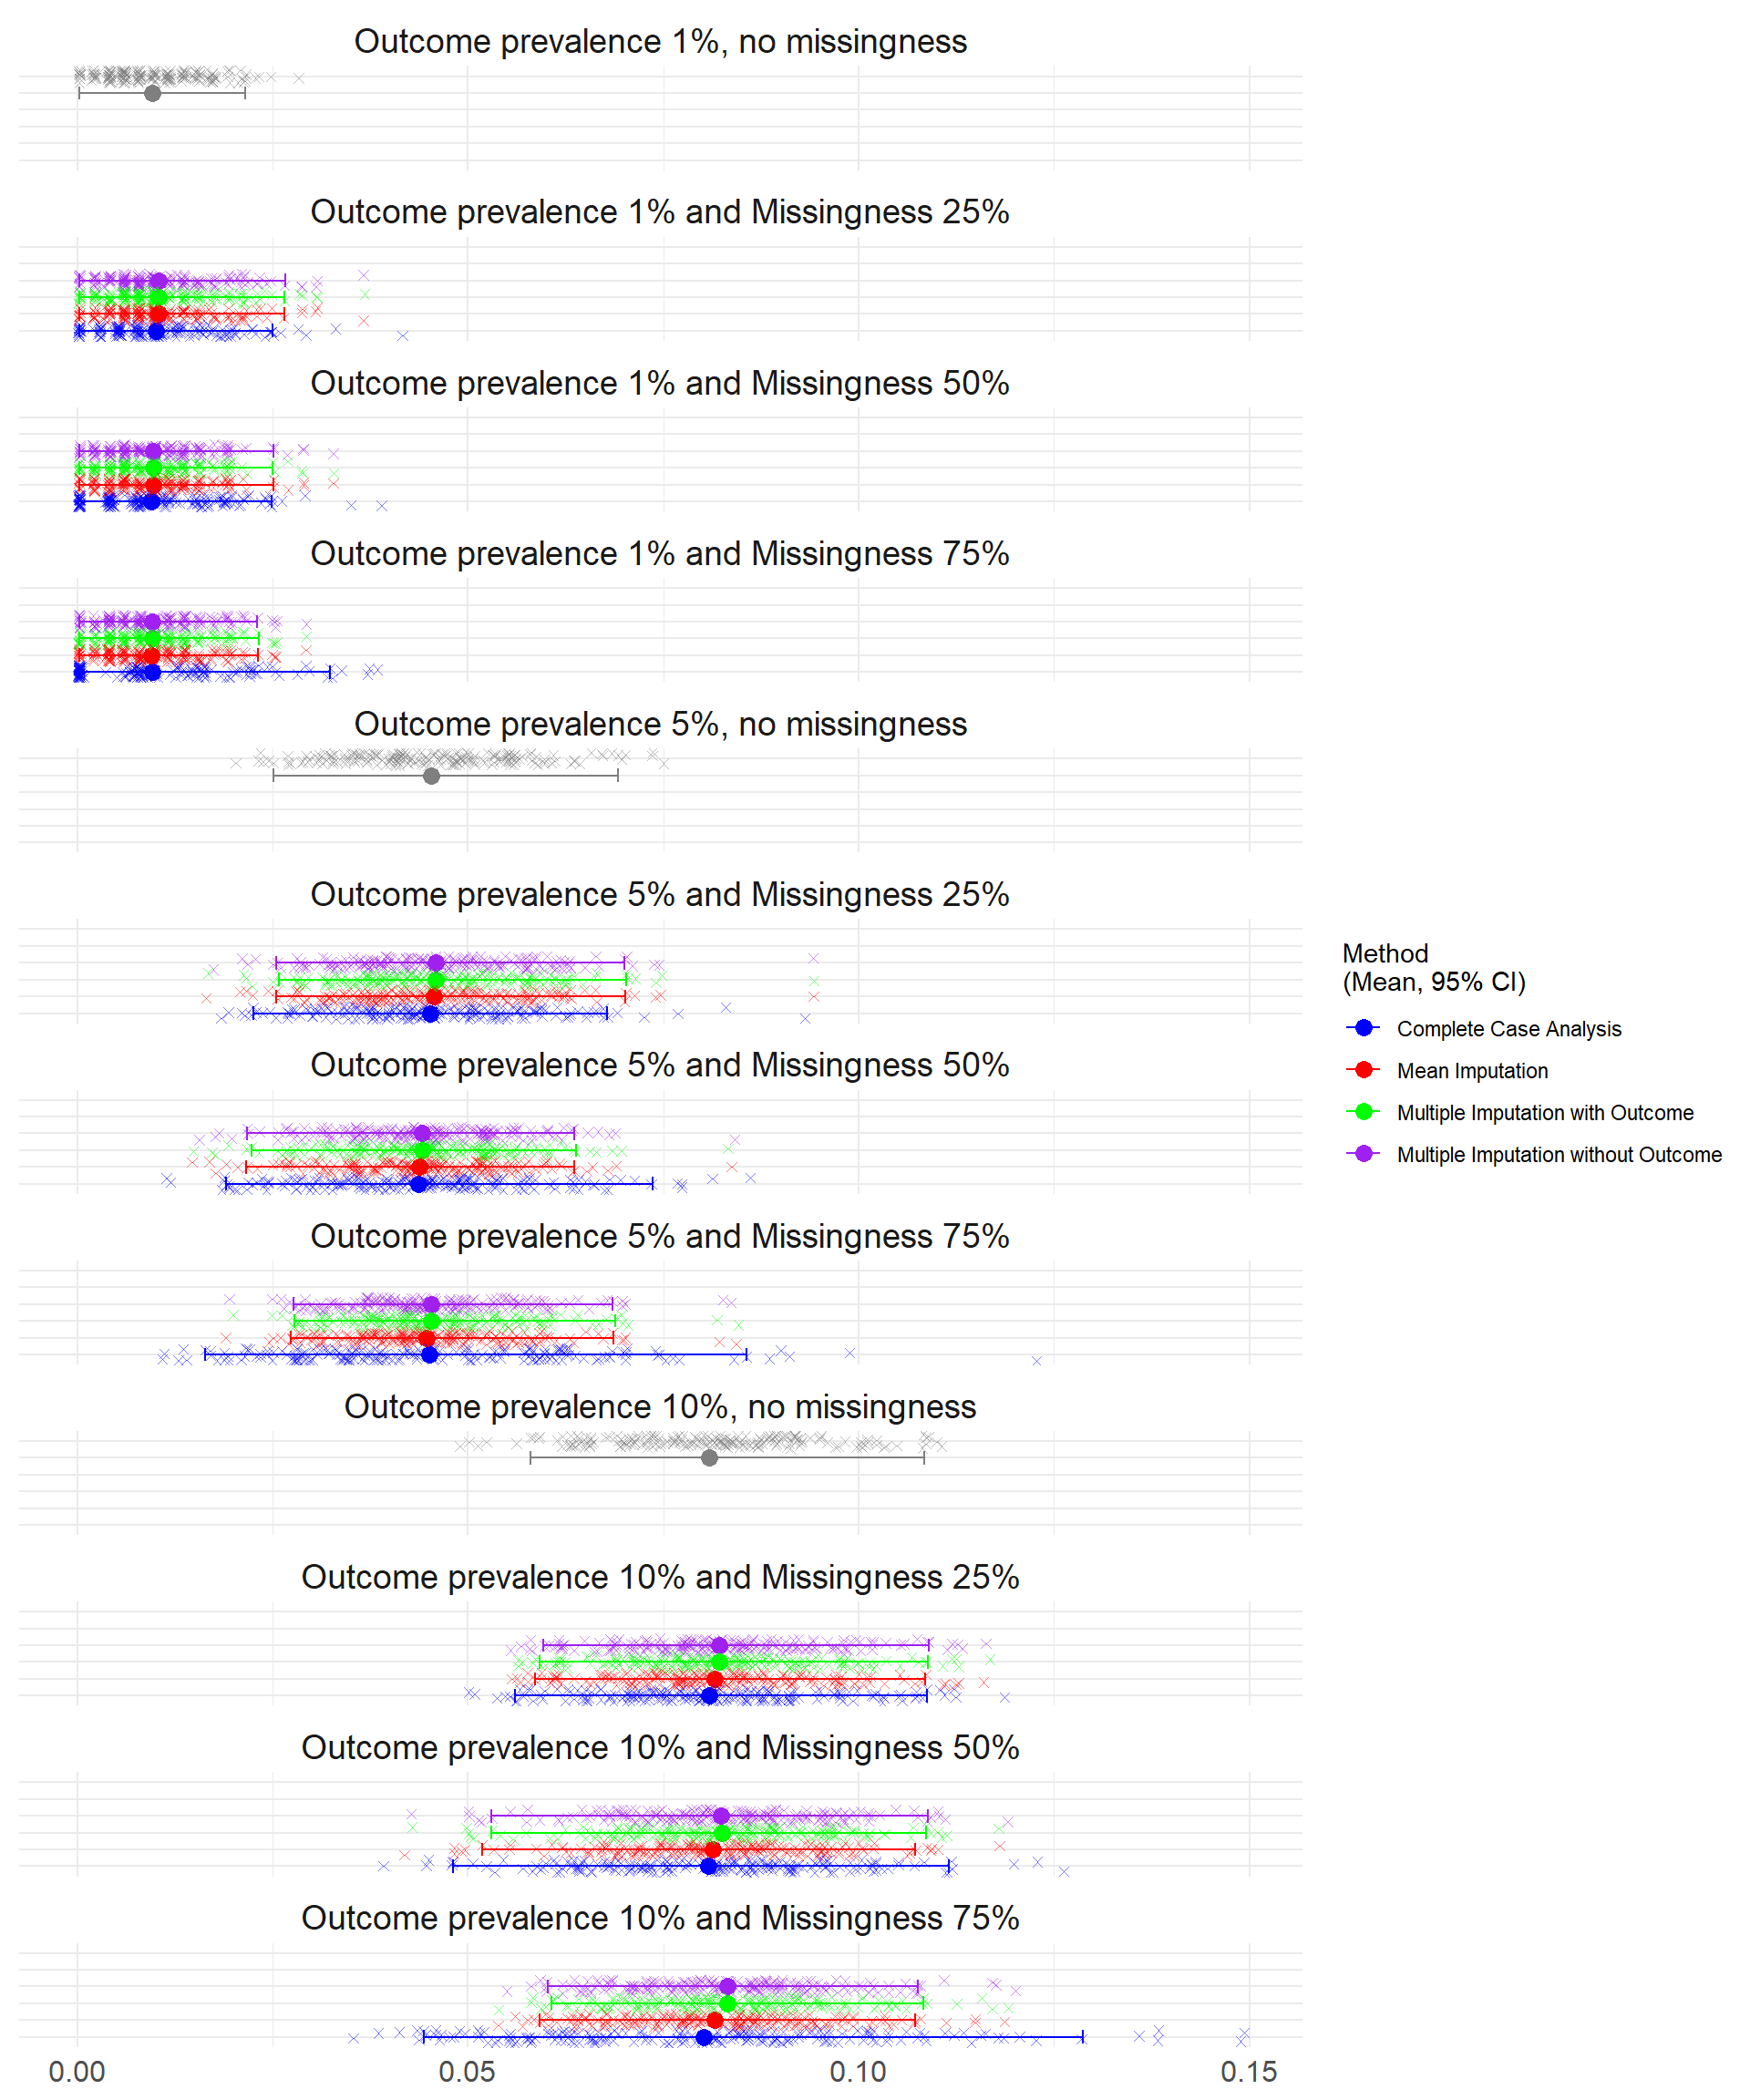 Outcome prevalence 1%, no missingness
Outcome prevalence 1% and Missingness 25%
Outcome prevalence 1% and Missingness 50%
Outcome prevalence 1% and Missingness 75%
Outcome prevalence 5%, no missingness
Outcome prevalence 5% and Missingness 25%
Outcome prevalence 5% and Missingness 50%
Outcome prevalence 5% and Missingness 75%
Outcome prevalence 10%, no missingness
Outcome prevalence 10% and Missingness 25%
Outcome prevalence 10% and Missingness 50%
Outcome prevalence 10% and Missingness 75%
0.00 0.05 0.10 0.15
Method
(Mean, 95% CI)
Complete Case Analysis
Mean Imputation
Multiple Imputation with Outcome
Multiple Imputation without Outcome